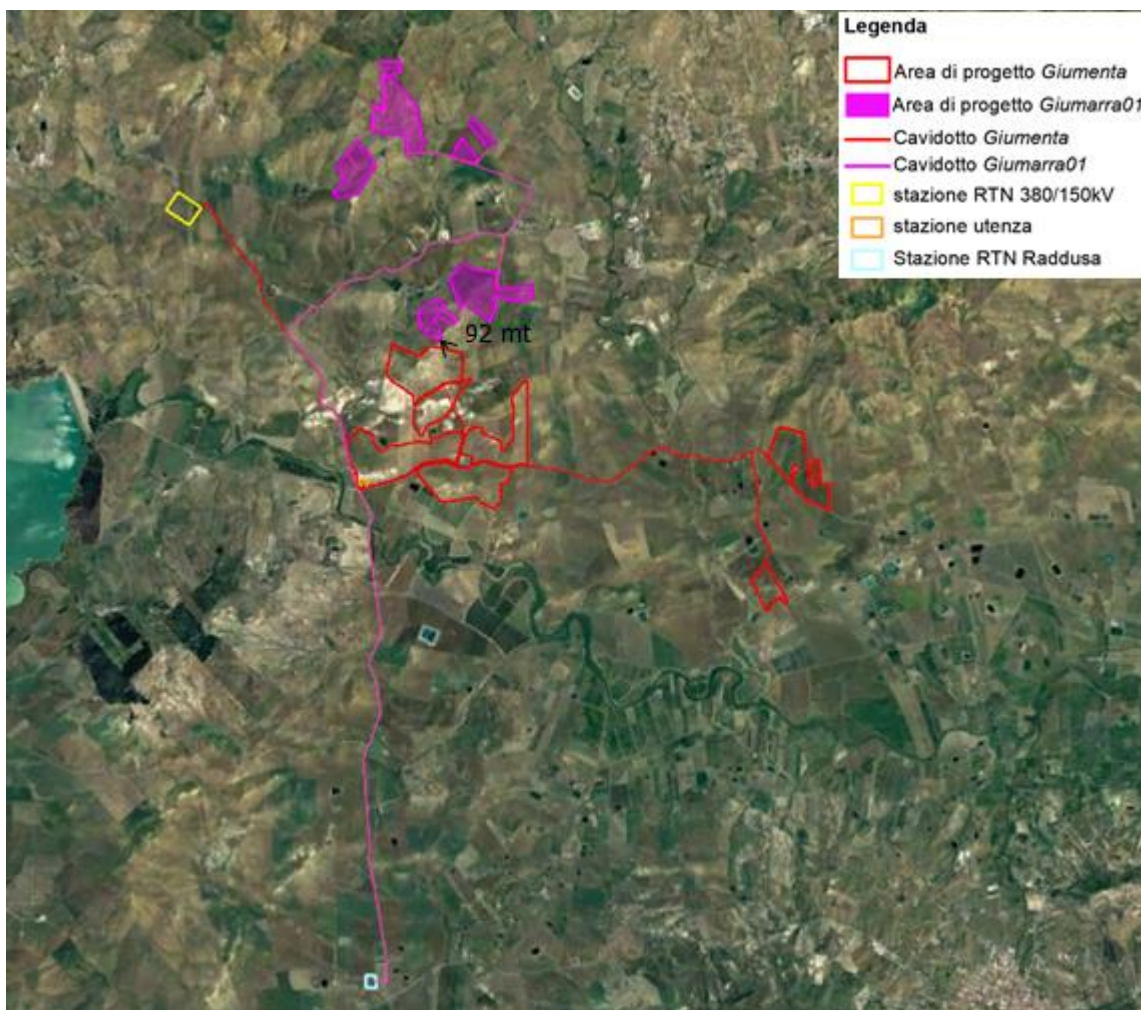 Legenda
Area di progetto Giumenta
Area di progetto Giumarra01
Cavidotto Giumenta
Cavidotto Giumarra01
stazione RTN 380/150kV
stazione utenza
Stazione RTN Raddusa
92 mt